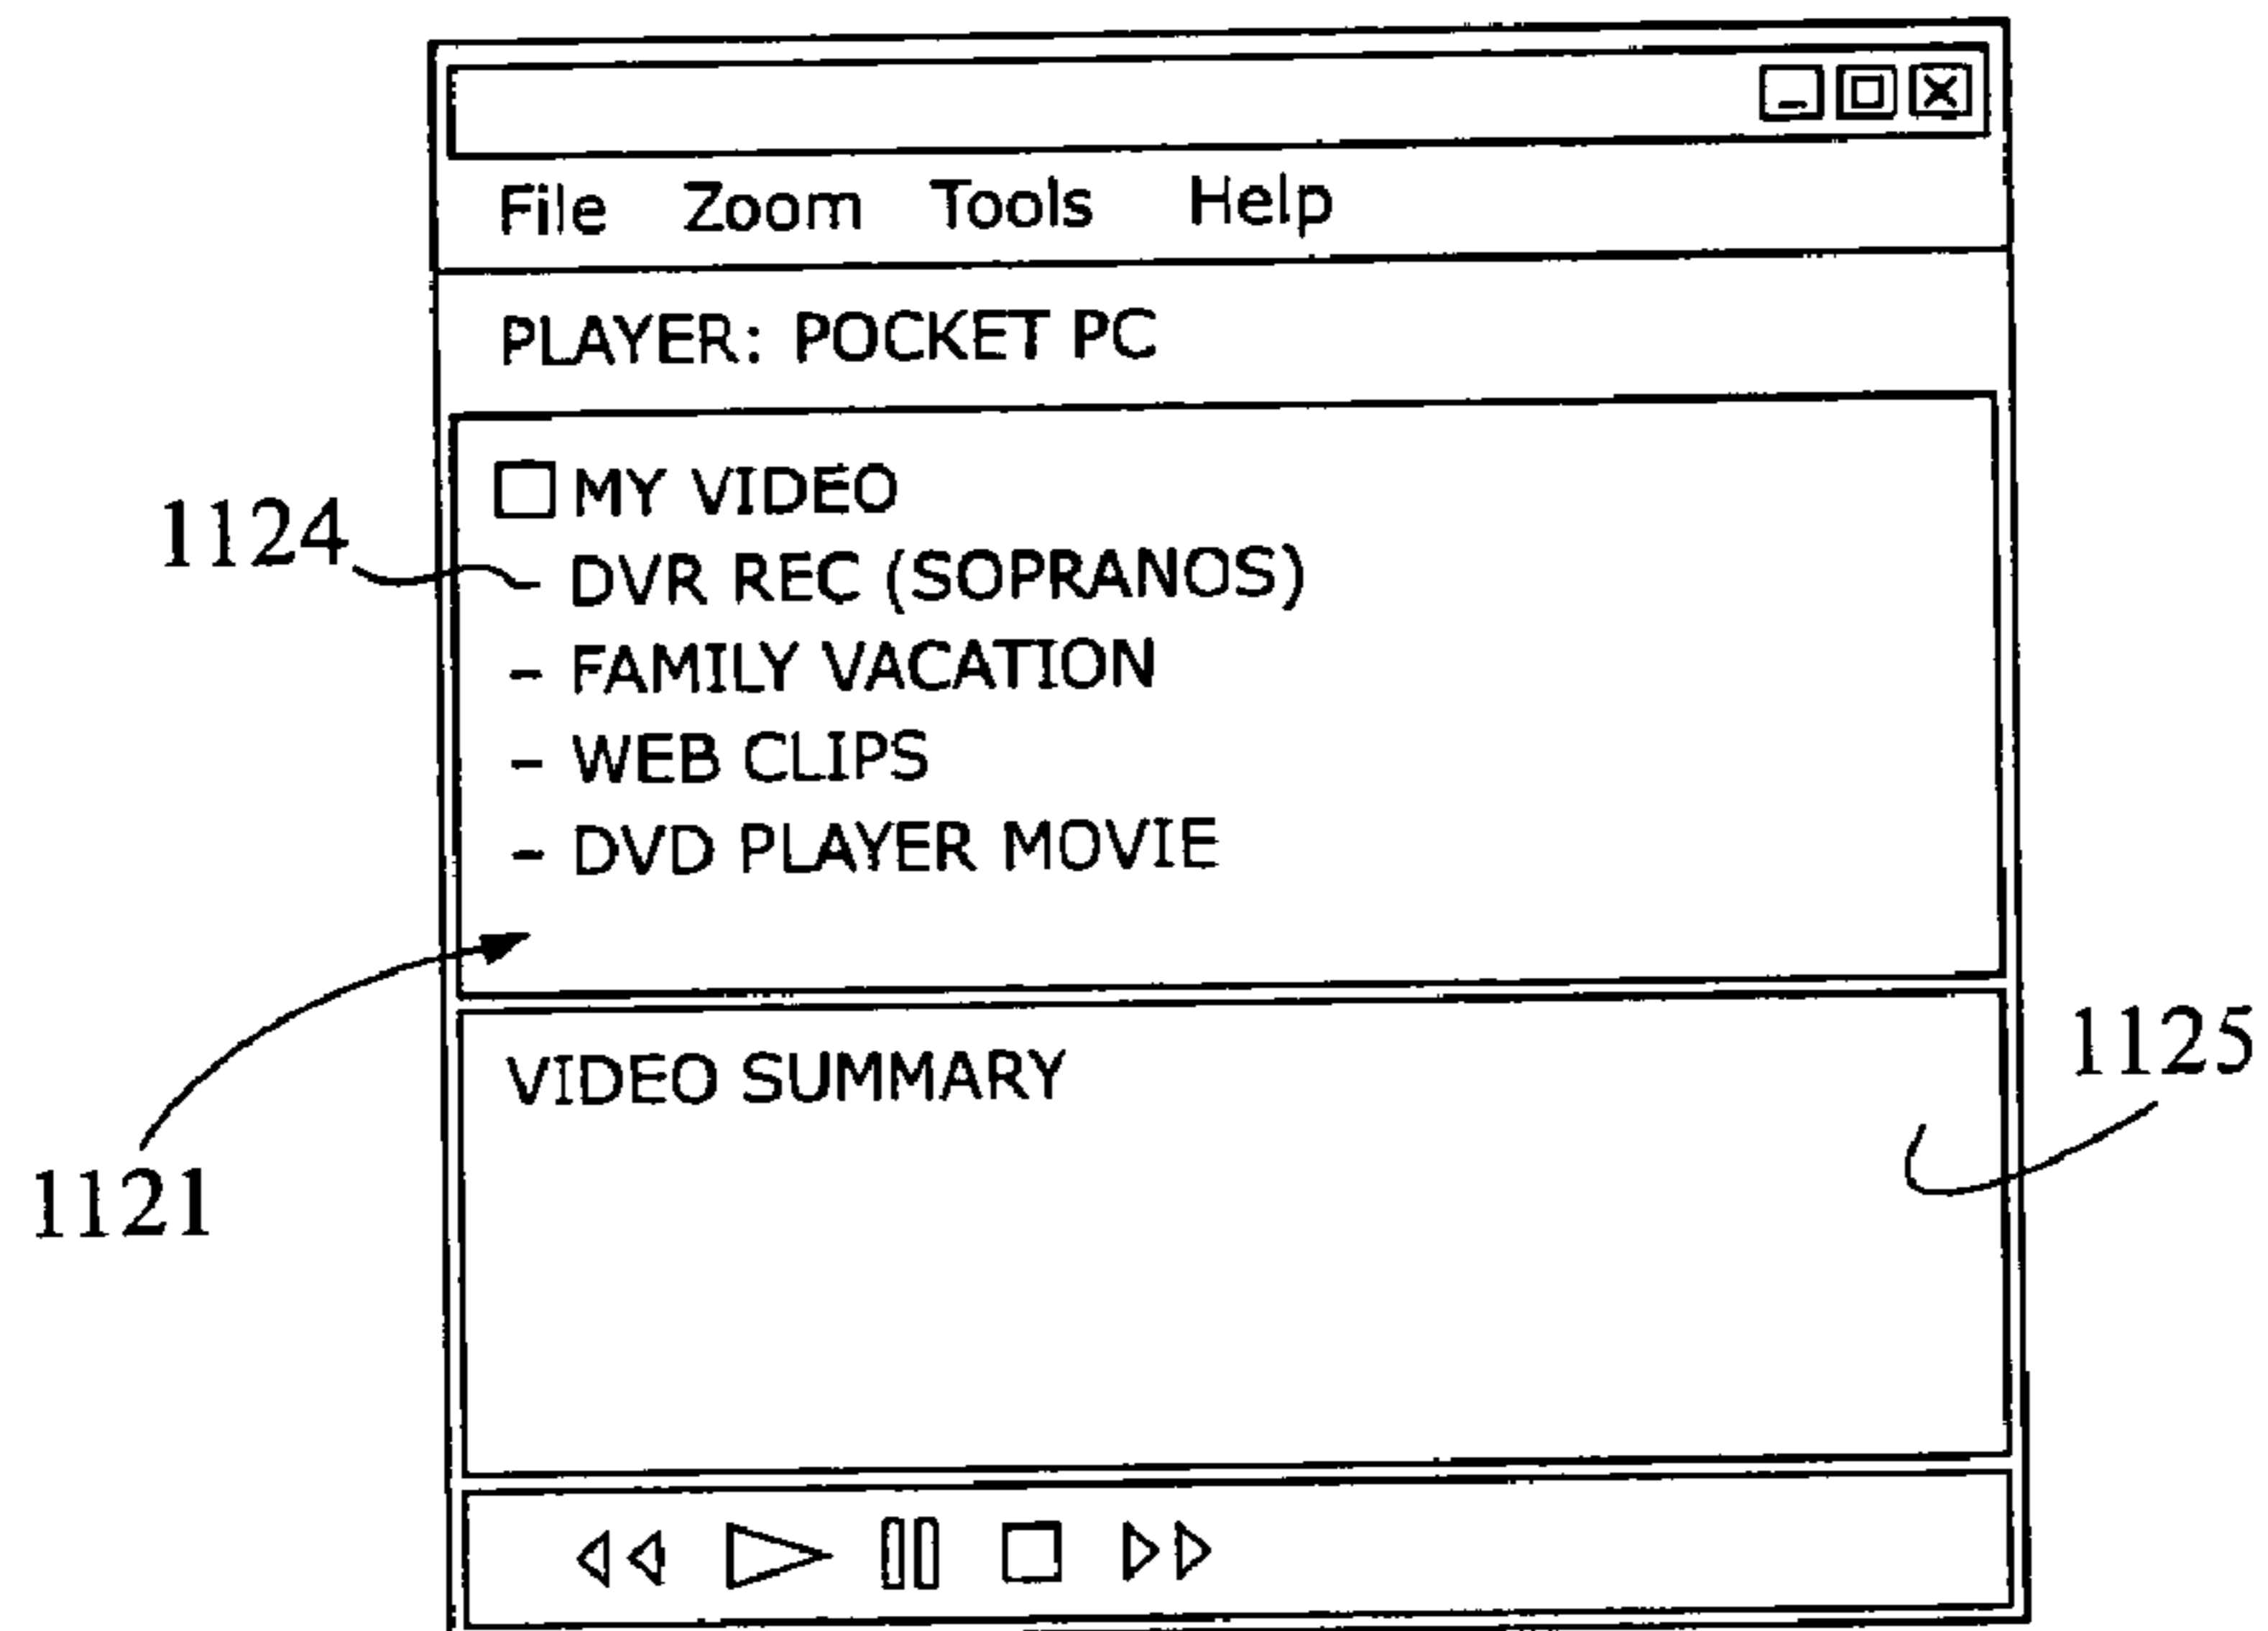 File Zoom Tools Help
PLAYER: POCKET PC
MY VIDEO
1124
- DVR REC (SOPRANOS)
- FAMILY VACATION
- WEB CLIPS
- DVD PLAYER MOVIE
1125
VIDEO SUMMARY
1121